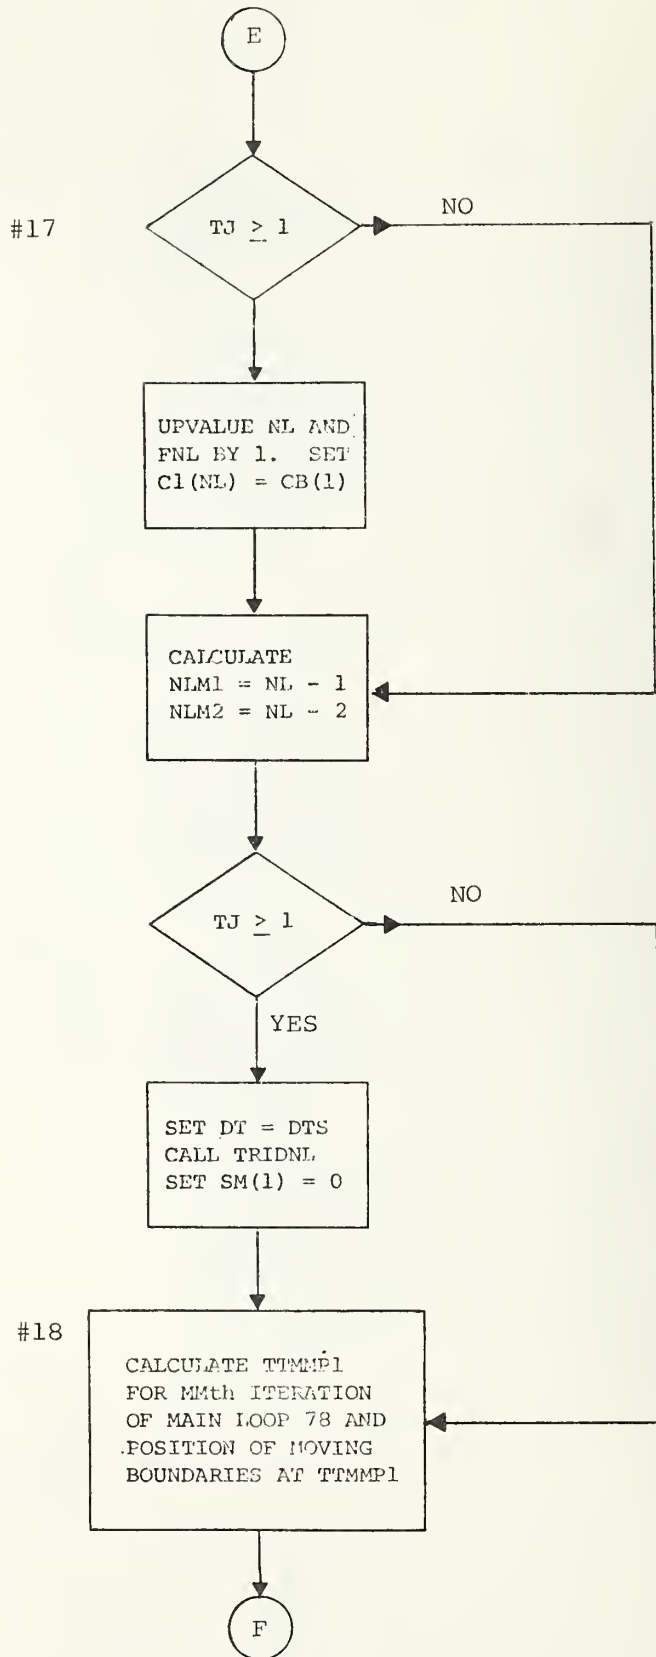 E
#17
TJ ≥ 1
NO
UPVALUE NL AND
FNL BY 1. SET
C1(NL) = CB(1)
CALCULATE
NLM1 = NL - 1
NLM2 = NL - 2
TJ ≥ 1
NO
YES
SET DT = DTS
CALL TRIDNL
SET SM(1) = 0
#18
CALCULATE TTMMP1
FOR MMth ITERATION
OF MAIN LOOP 78 AND
POSITION OF MOVING
BOUNDARIES AT TTMMP1
F